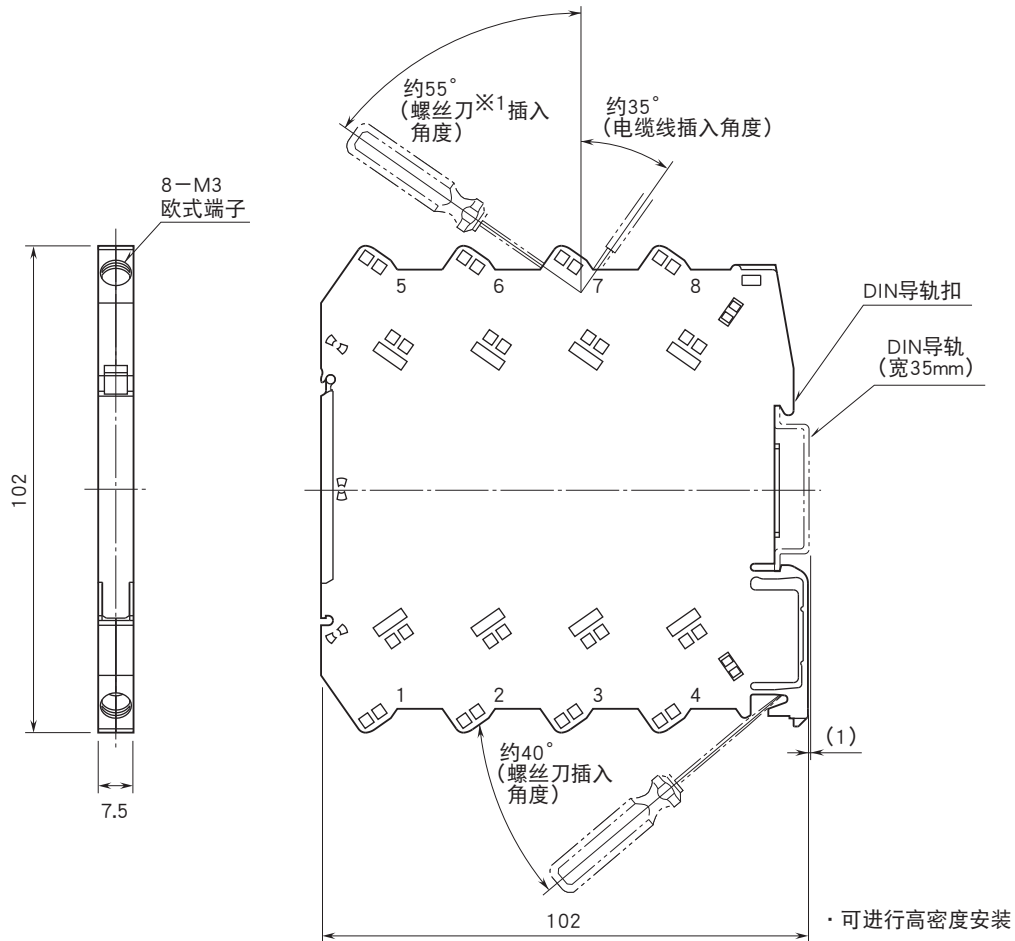 约55°
(螺丝刀※1插入
角度)
约35°
(电缆线插入角度)
8-M3
欧式端子
5
6
7
8
DIN导轨扣
DIN导轨
(宽35mm)
102
1
2
3
4
(1)
约40°
(螺丝刀插入
角度)
7.5
102
·可进行高密度安装